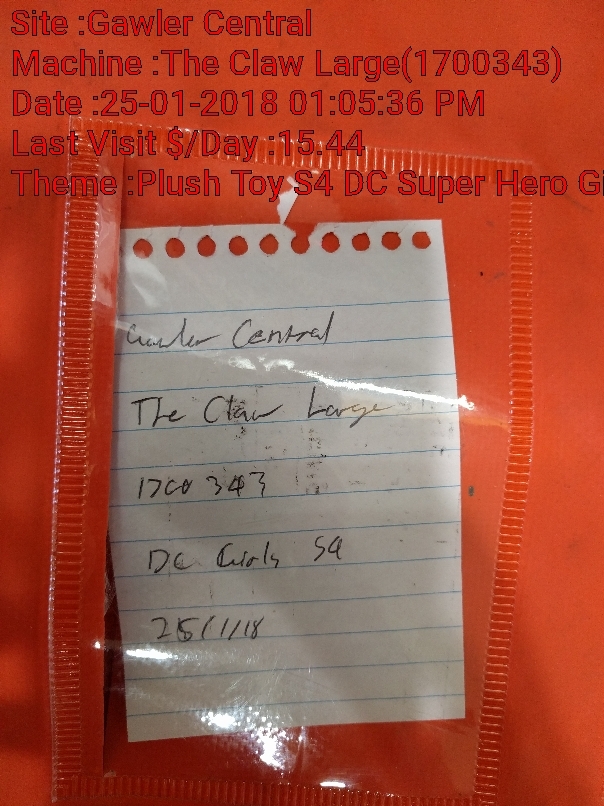 Site :Gawler Central
Machine :The Claw Large(1700343)
Date :25-01-2018 01:05:36 PM
Last Visit $/Day :15.44
Theme :Plush Toy S4 DC Super Hero Gi
Gawler Central
The Claw Large
1700343
DC Girls S4
25/1/18